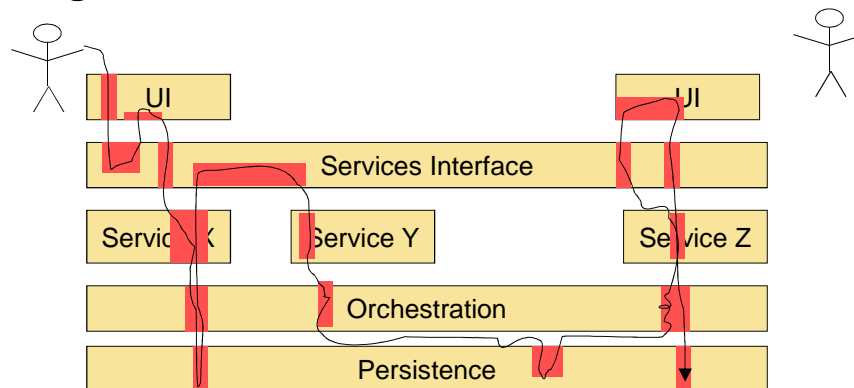 UI
UI
Services Interface
Service X
Service Y
Service Z
Orchestration
Persistence